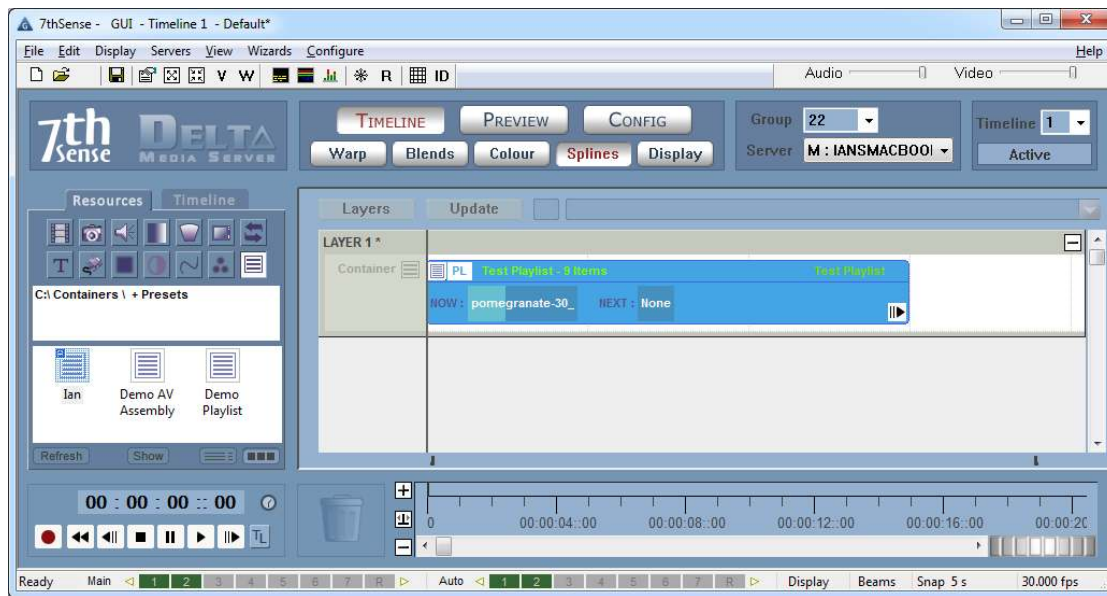 7thSense - GUI - Timeline 1 - Default*
File Edit Display Servers View Wizards Configure Help
V W R ID Audio Video
7th Sense DELTA MEDIA SERVER
TIMELINE PREVIEW CONFIG
Warp Blends Colour Splines Display
Group 22
Server M : IANSMACBOO
Timeline 1
Active
Resources Timeline
T
C:\ Containers \ + Presets
Ian
Demo AV Assembly
Demo Playlist
Refresh Show
Layers Update
LAYER 1 *
Container PL Test Playlist - 9 Items Test Playlist
NOW : pomegranate-30_ NEXT : None
00 : 00 : 00 :: 00
TL
0 00:00:04::00 00:00:08::00 00:00:12::00 00:00:16::00 00:00:20
Ready Main 1 2 3 4 5 6 7 R Auto 1 2 3 4 5 6 7 R Display Beams Snap 5 s 30.000 fps